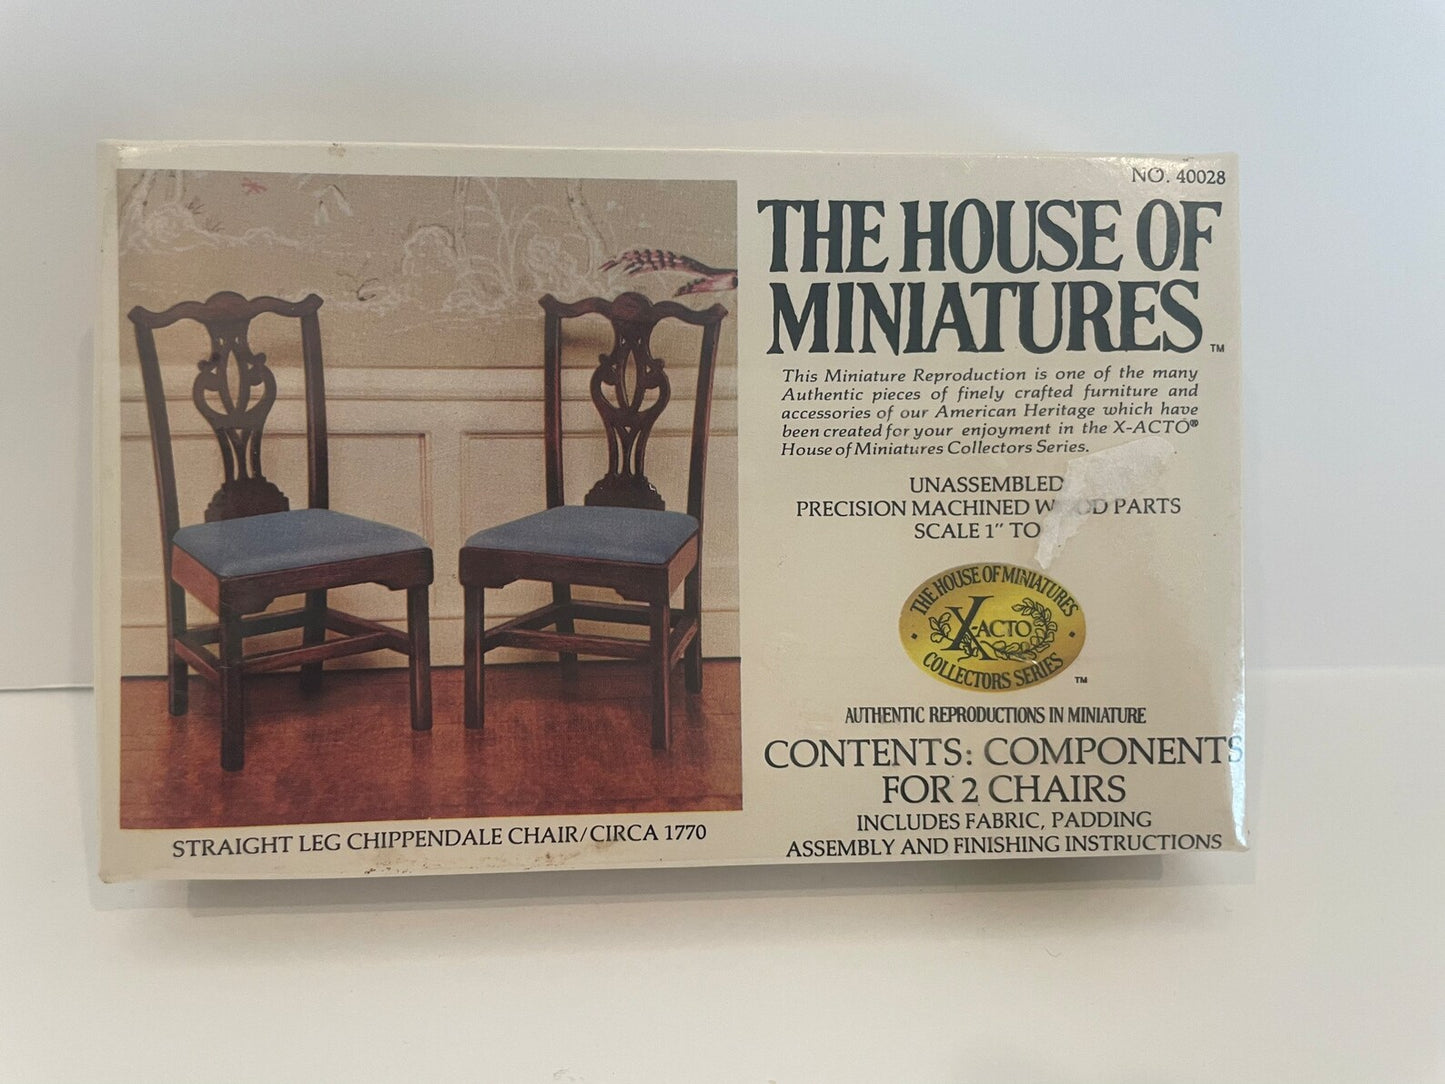 NO. 40028
THE HOUSE OF
MINIATURES ™
This Miniature Reproduction is one of the many
Authentic pieces of finely crafted furniture and
accessories of our American Heritage which have
been created for your enjoyment in the X-ACTO®
House of Miniatures Collectors Series.
UNASSEMBLED
PRECISION MACHINED WOOD PARTS
SCALE 1" TO
THE HOUSE OF MINIATURES
X-ACTO
COLLECTORS SERIES
™
AUTHENTIC REPRODUCTIONS IN MINIATURE
CONTENTS: COMPONENTS
FOR 2 CHAIRS
INCLUDES FABRIC, PADDING
ASSEMBLY AND FINISHING INSTRUCTIONS
STRAIGHT LEG CHIPPENDALE CHAIR/CIRCA 1770